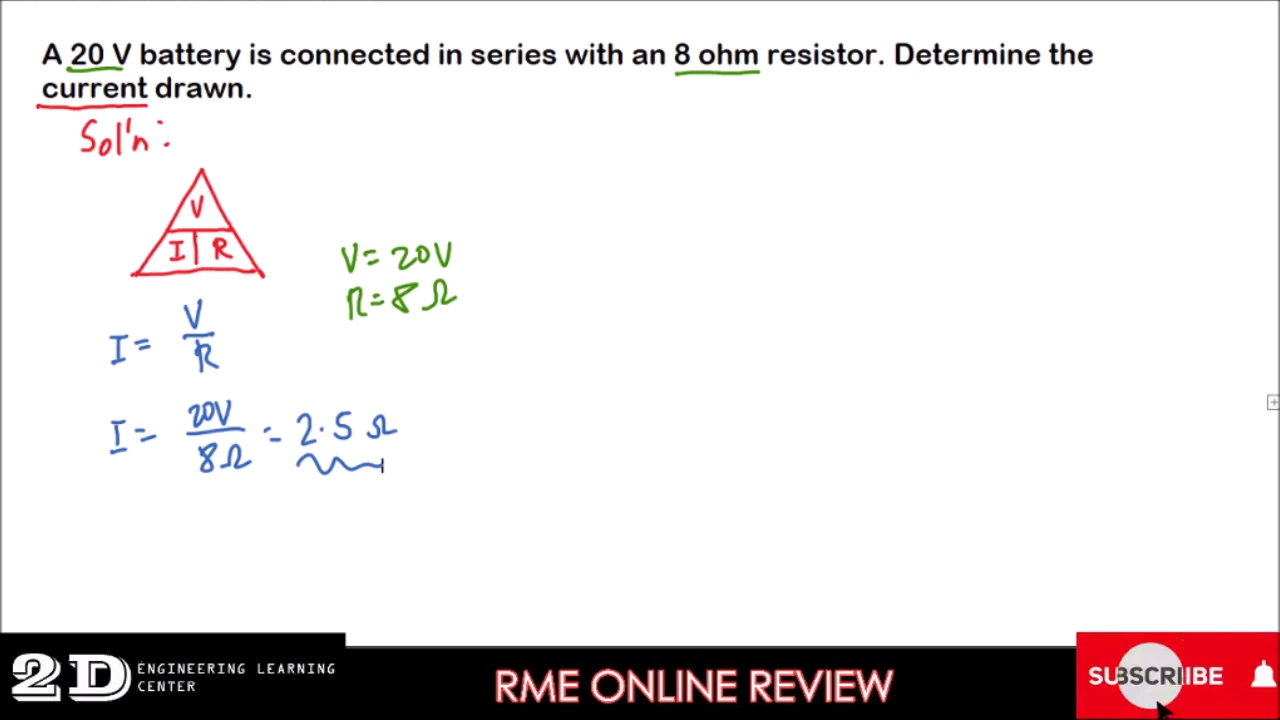 A 20 V battery is connected in series with an 8 ohm resistor. Determine the
current drawn.
Sol'n:
V
I | R
V = 20V
R = 8 Ω
I = V/R
I = 20V/8Ω = 2.5 Ω
2D ENGINEERING LEARNING
CENTER
RME ONLINE REVIEW
SUBSCRIIBE